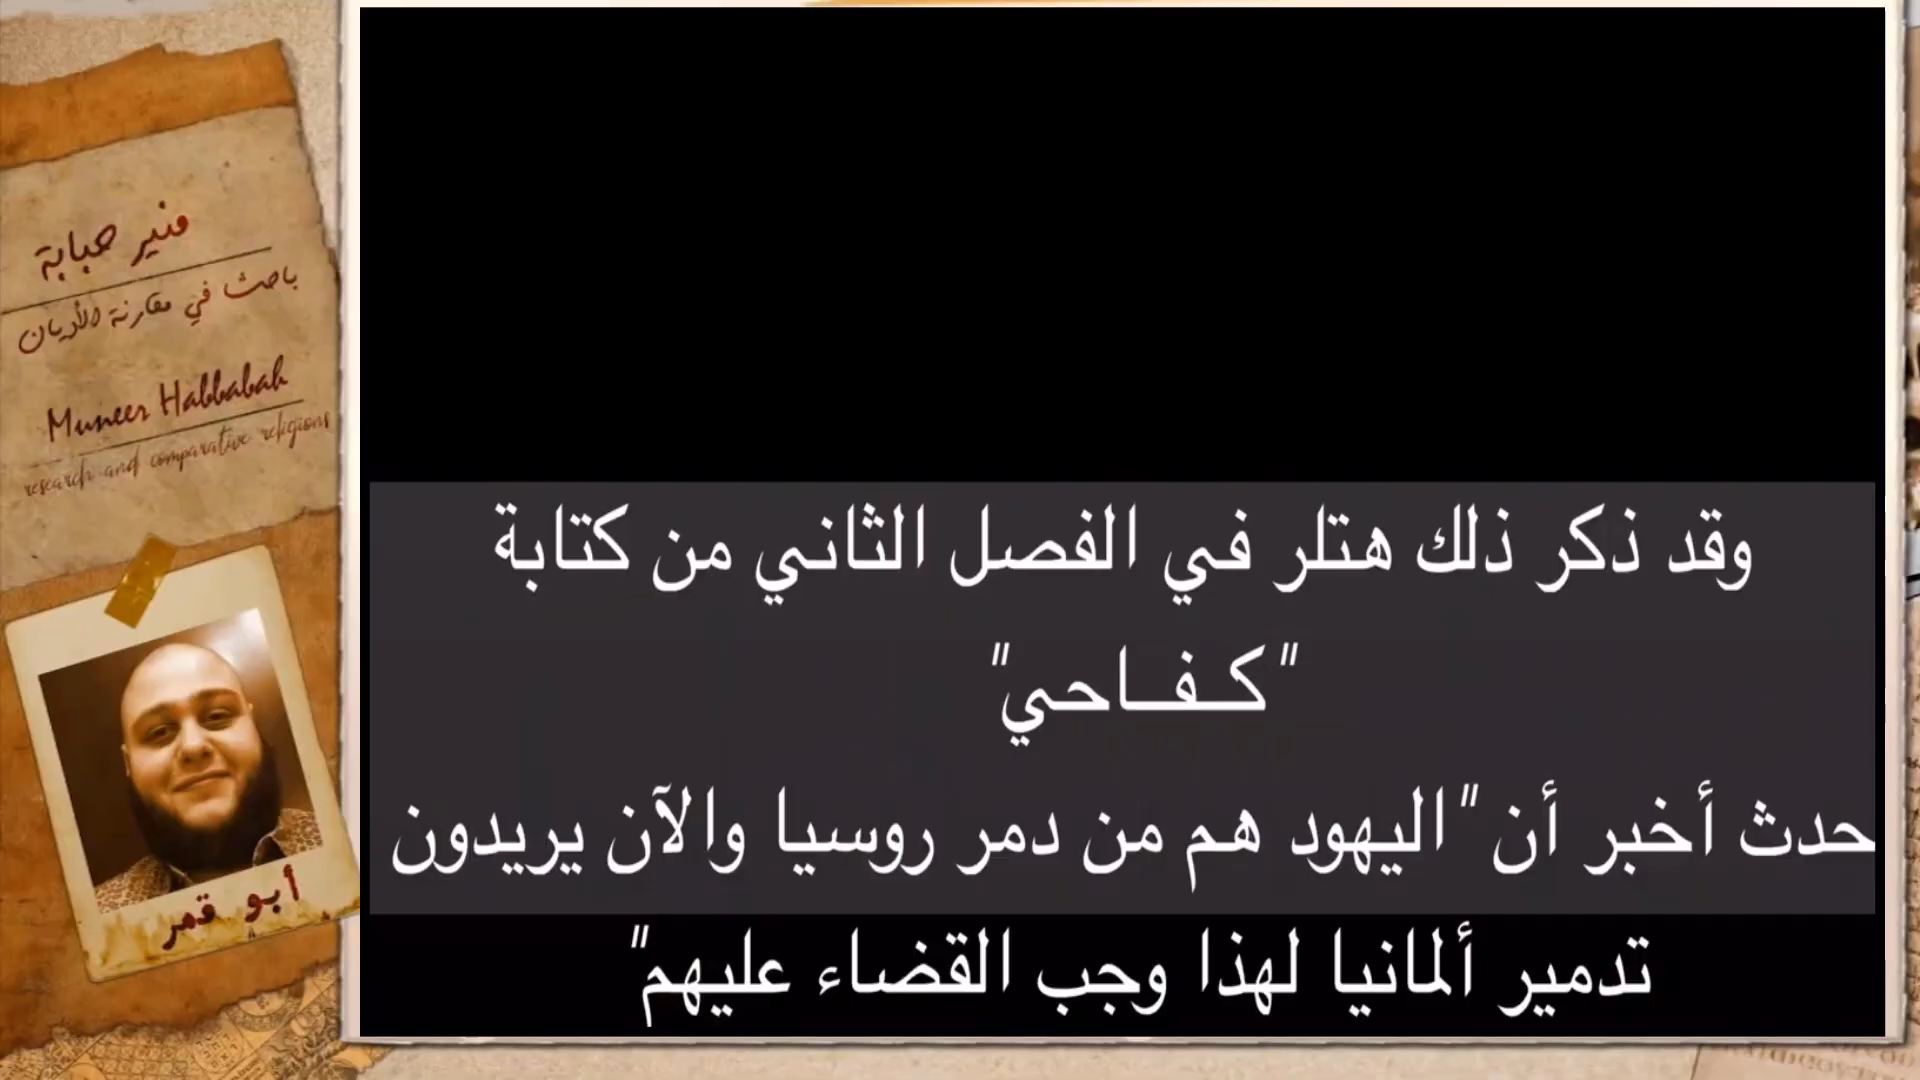 منير حبابة
باحث في مقارنة الأديان
Muneer Habbabah
research and comparative religions
أبو قمر
وقد ذكر ذلك هتلر في الفصل الثاني من كتابة
"كـفـاحي"
حدث أخبر أن "اليهود هم من دمر روسيا والآن يريدون
تدمير ألمانيا لهذا وجب القضاء عليهم"